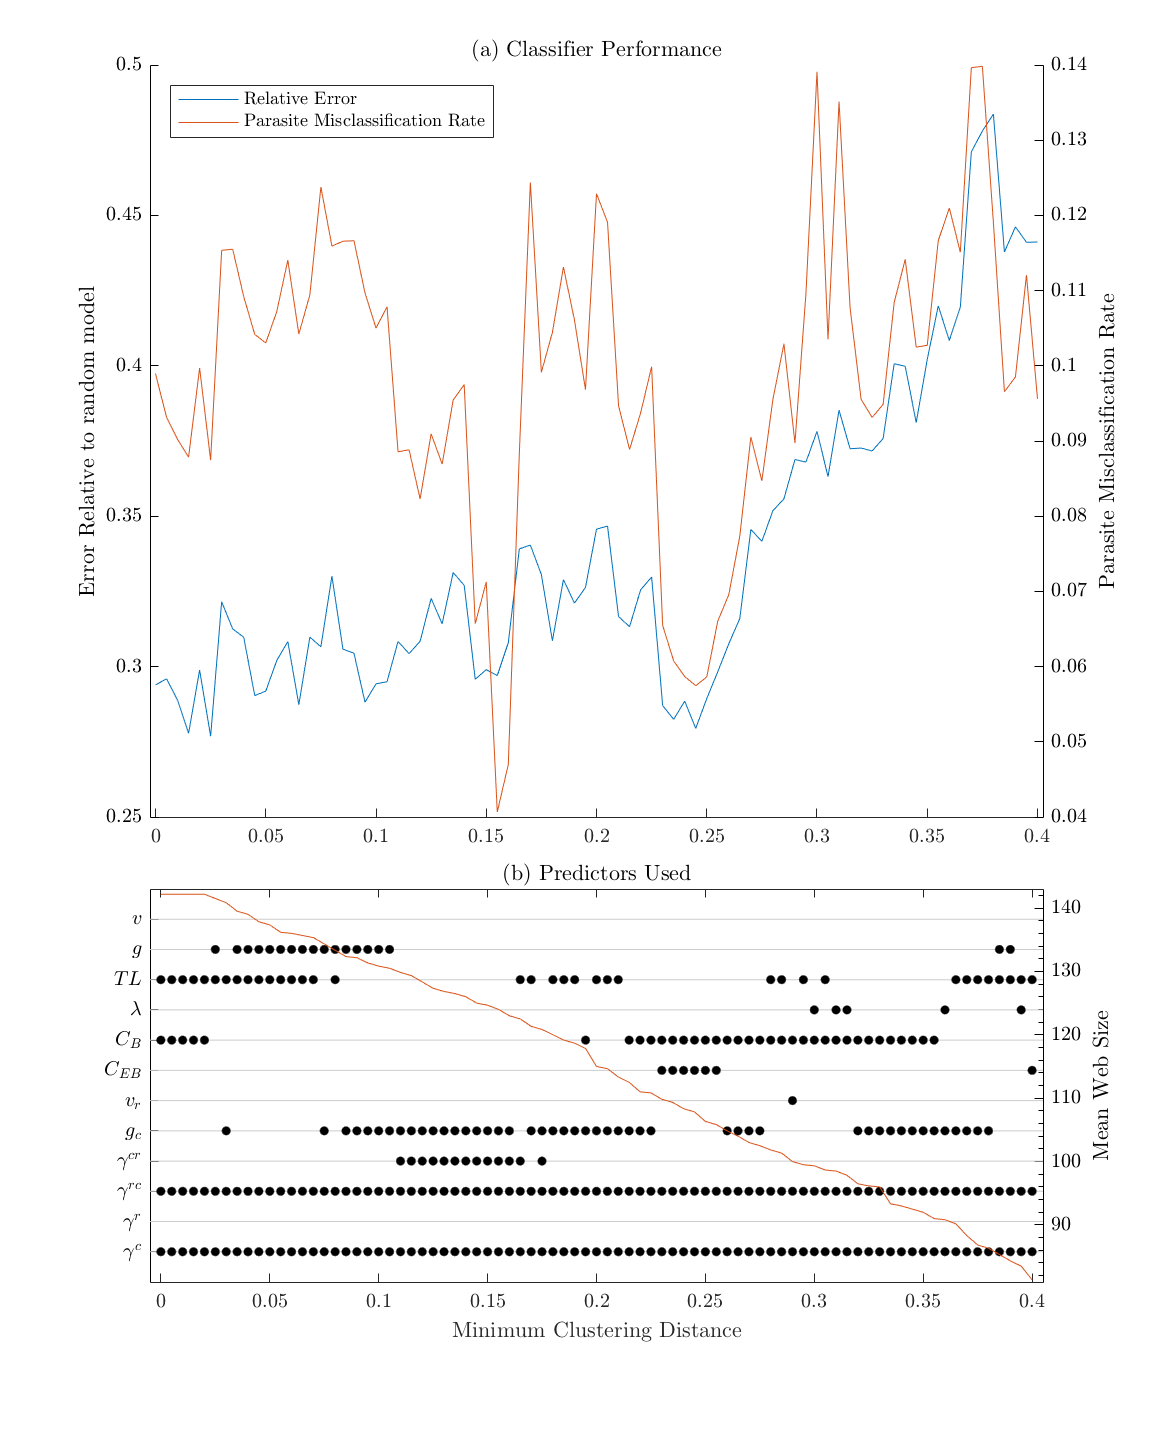 (a) Classifier Performance
Relative Error
Parasite Misclassification Rate
0.5
0.45
0.4
0.35
0.3
0.25
Error Relative to random model
0.14
0.13
0.12
0.11
0.1
0.09
0.08
0.07
0.06
0.05
0.04
Parasite Misclassification Rate
0 0.05 0.1 0.15 0.2 0.25 0.3 0.35 0.4
(b) Predictors Used
v
g
TL
λ
C_B
C_{EB}
v_r
g_c
γ^{cr}
γ^{rc}
γ^r
γ^c
140
130
120
110
100
90
Mean Web Size
0 0.05 0.1 0.15 0.2 0.25 0.3 0.35 0.4
Minimum Clustering Distance